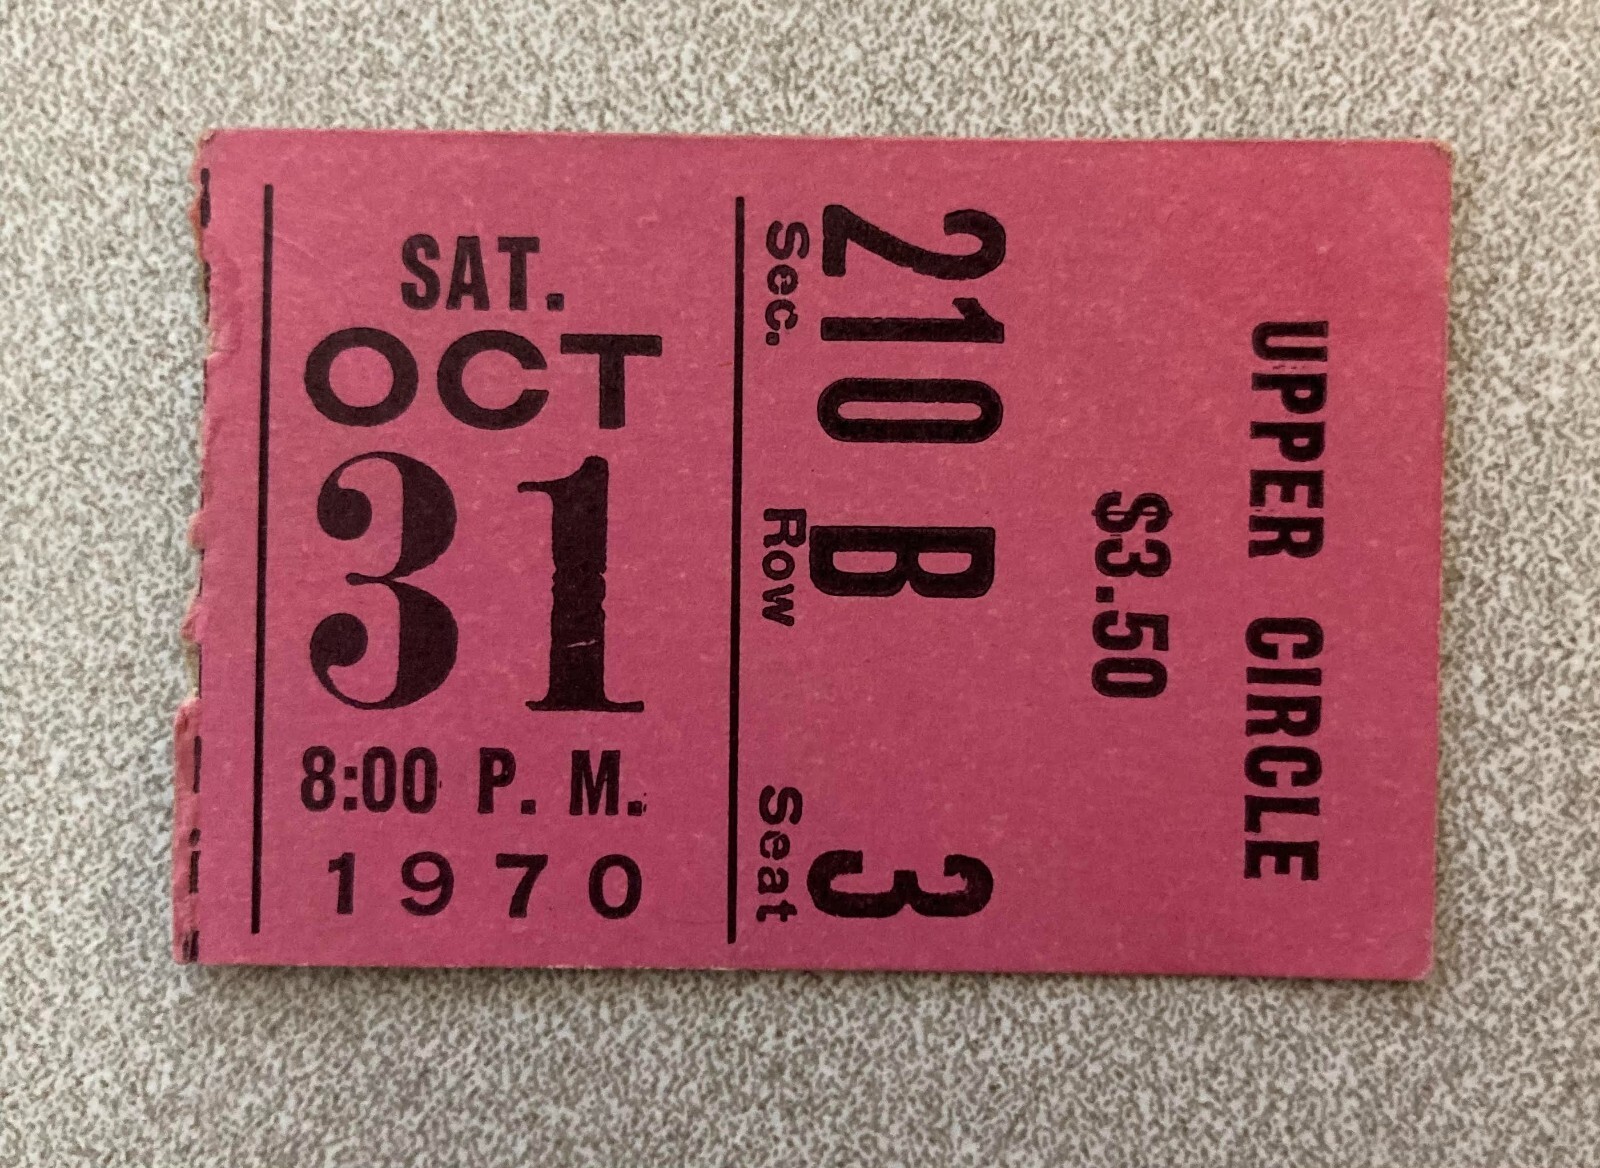 SAT.
OCT
31
8:00 P. M.
1970
210 B 3
Sec. Row Seat
$3.50
UPPER CIRCLE